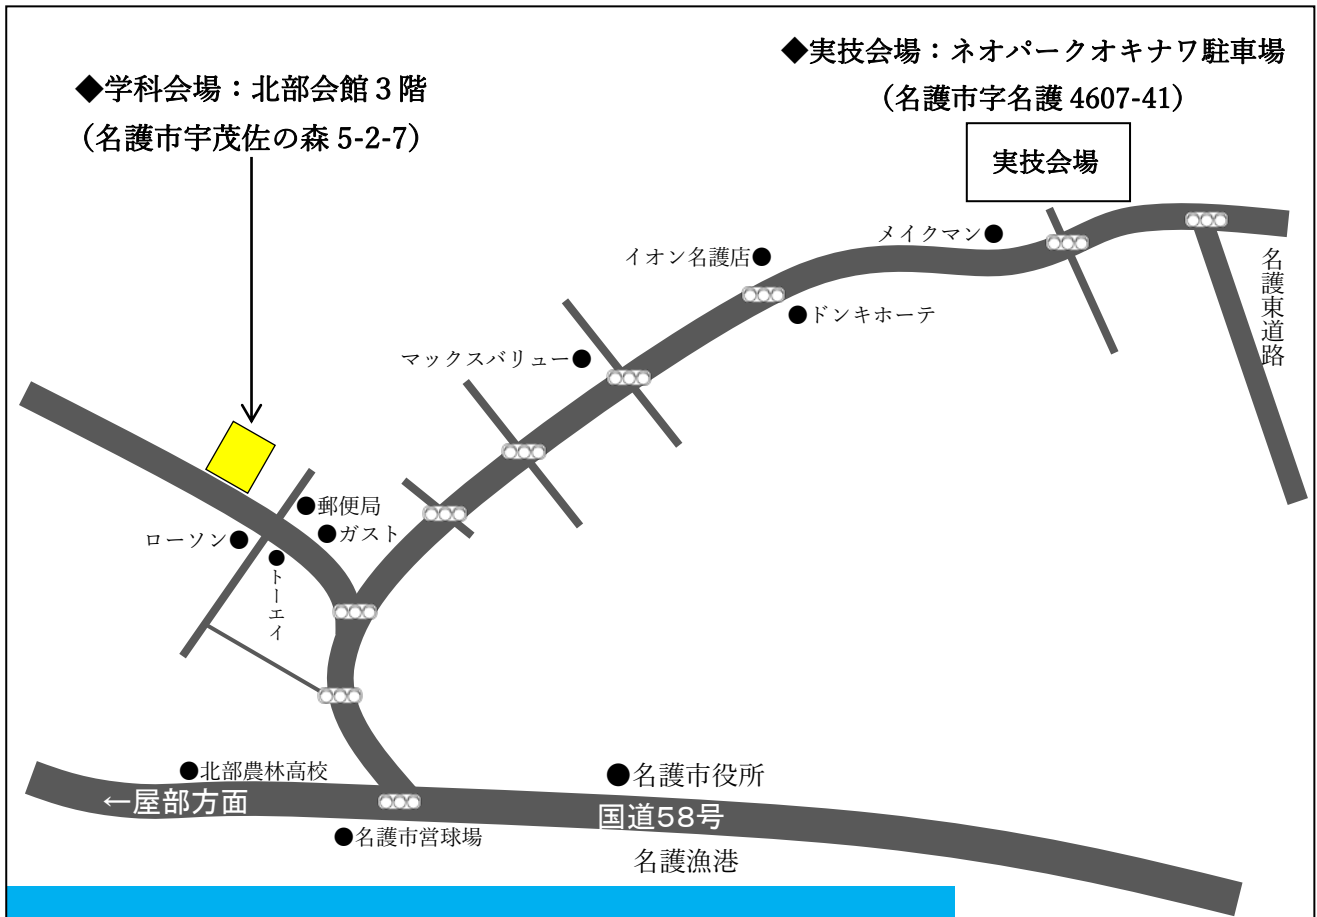 ◆実技会場：ネオパークオキナワ駐車場
（名護市字名護 4607-41）
◆学科会場：北部会館３階
（名護市宇茂佐の森 5-2-7）
実技会場
メイクマン●
イオン名護店●
●ドンキホーテ
名護東道路
マックスバリュー●
●郵便局
●ガスト
ローソン●
●トーエイ
●北部農林高校
●名護市役所
←屋部方面
国道58号
●名護市営球場
名護漁港